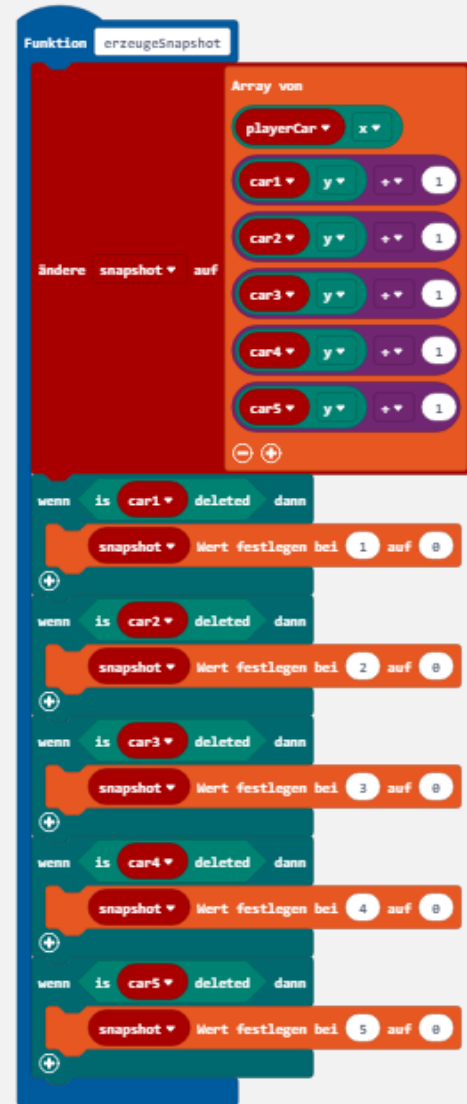 Funktion erzeugeSnapshot
Array von
playerCar x
car1 y + 1
car2 y + 1
ändere snapshot auf car3 y + 1
car4 y + 1
car5 y + 1
wenn is car1 deleted dann
snapshot Wert festlegen bei 1 auf 0
wenn is car2 deleted dann
snapshot Wert festlegen bei 2 auf 0
wenn is car3 deleted dann
snapshot Wert festlegen bei 3 auf 0
wenn is car4 deleted dann
snapshot Wert festlegen bei 4 auf 0
wenn is car5 deleted dann
snapshot Wert festlegen bei 5 auf 0